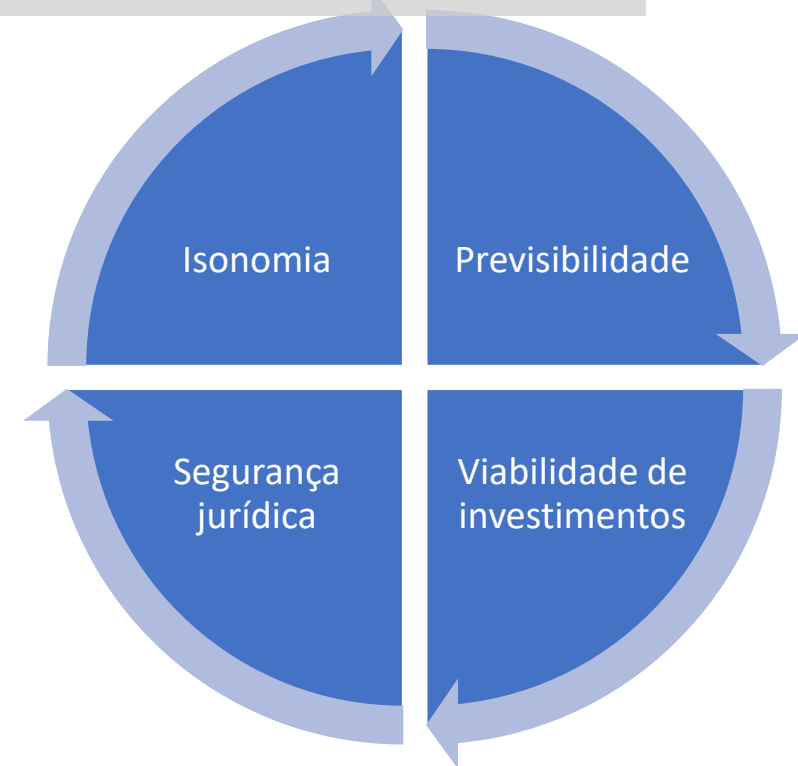 Isonomia
Previsibilidade
Segurança
jurídica
Viabilidade de
investimentos